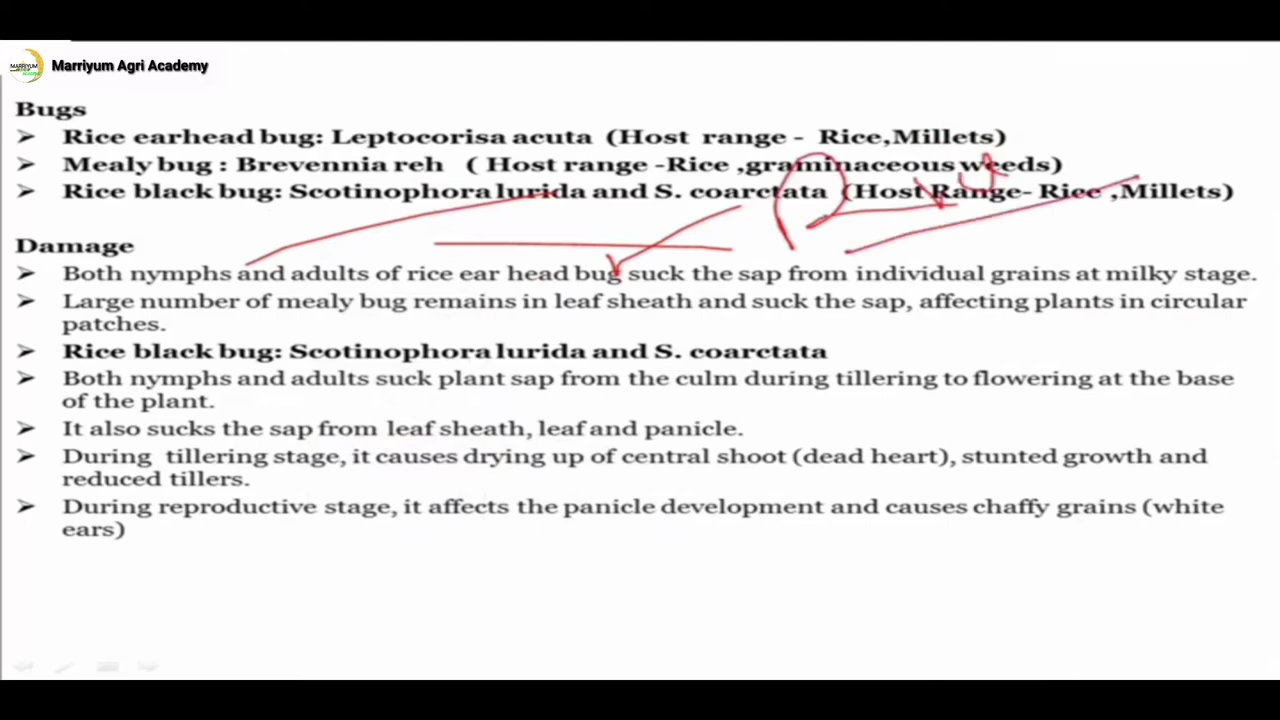 MARRIYUM
Marriyum Agri Academy
Bugs
➤ Rice earhead bug: Leptocorisa acuta (Host range - Rice,Millets)
➤ Mealy bug : Brevennia reh ( Host range -Rice ,graminaceous weeds)
➤ Rice black bug: Scotinophora lurida and S. coarctata (Host Range- Rice ,Millets)
Damage
➤ Both nymphs and adults of rice ear head bug suck the sap from individual grains at milky stage.
➤ Large number of mealy bug remains in leaf sheath and suck the sap, affecting plants in circular
patches.
➤ Rice black bug: Scotinophora lurida and S. coarctata
➤ Both nymphs and adults suck plant sap from the culm during tillering to flowering at the base
of the plant.
➤ It also sucks the sap from leaf sheath, leaf and panicle.
➤ During tillering stage, it causes drying up of central shoot (dead heart), stunted growth and
reduced tillers.
➤ During reproductive stage, it affects the panicle development and causes chaffy grains (white
ears)